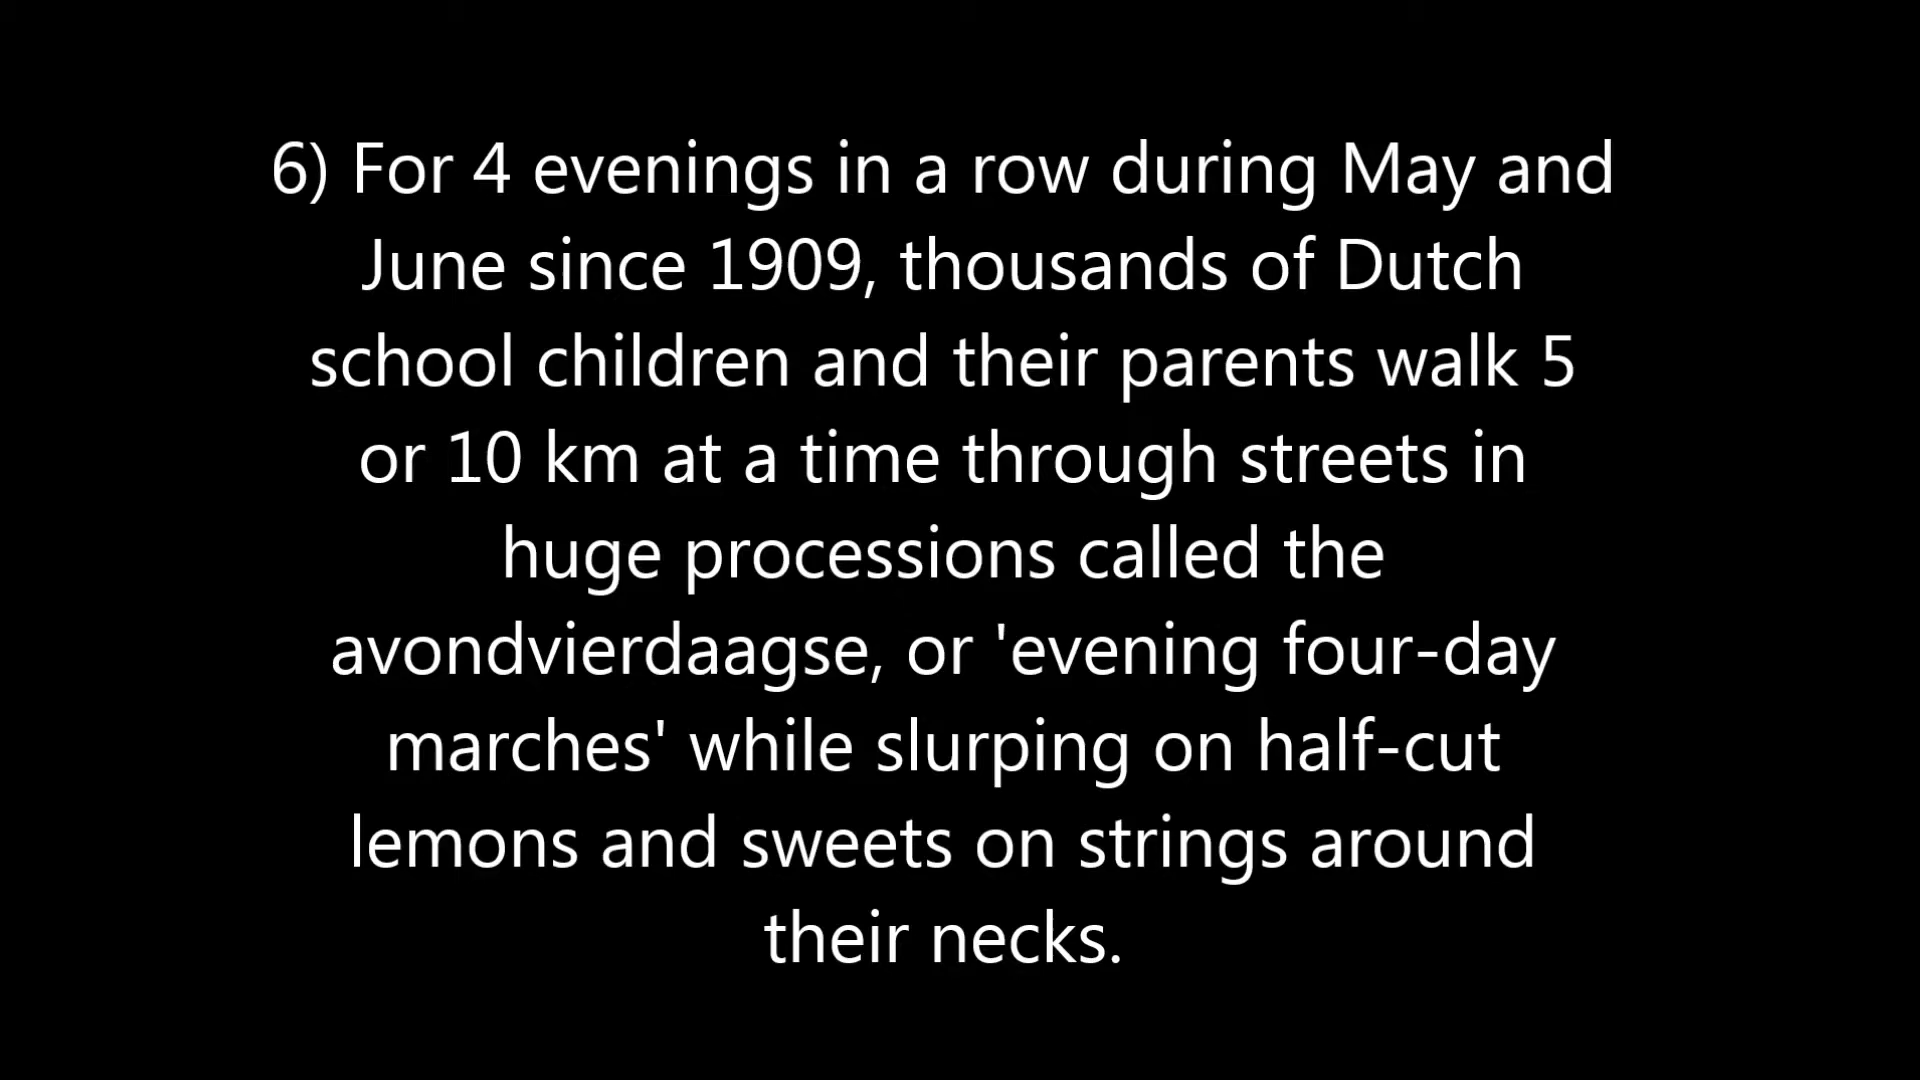 6) For 4 evenings in a row during May and
June since 1909, thousands of Dutch
school children and their parents walk 5
or 10 km at a time through streets in
huge processions called the
avondvierdaagse, or 'evening four-day
marches' while slurping on half-cut
lemons and sweets on strings around
their necks.